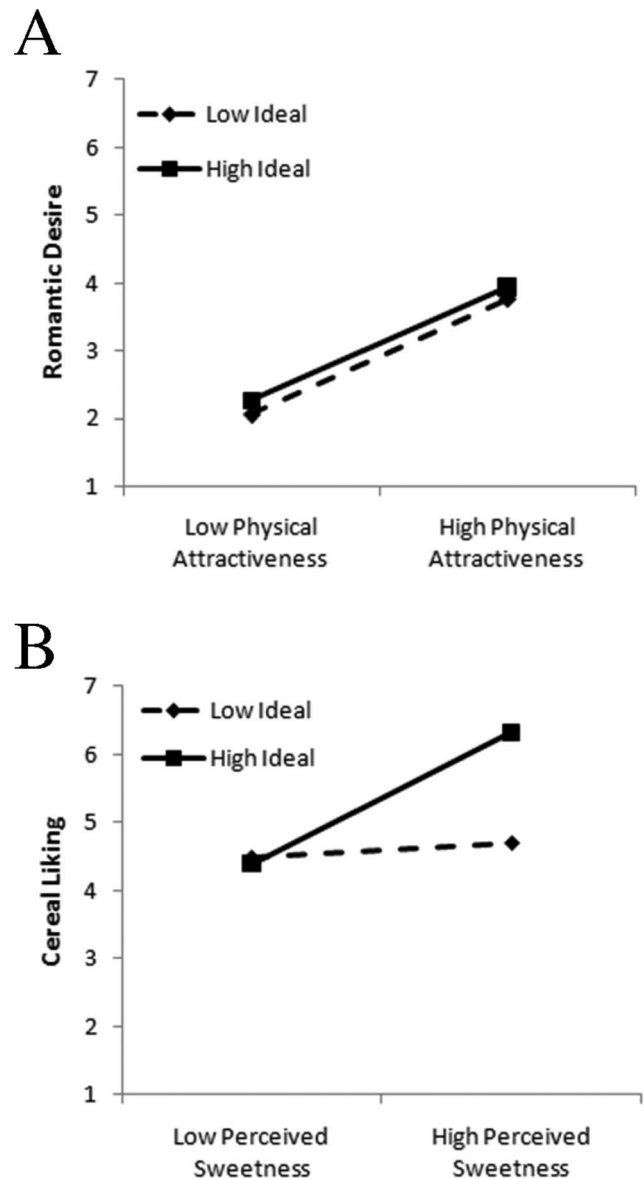 A
7
Low Ideal
6
High Ideal
5
4
3
2
1
Romantic Desire
Low Physical
Attractiveness
High Physical
Attractiveness
B
7
Low Ideal
6
High Ideal
5
4
3
2
1
Cereal Liking
Low Perceived
Sweetness
High Perceived
Sweetness